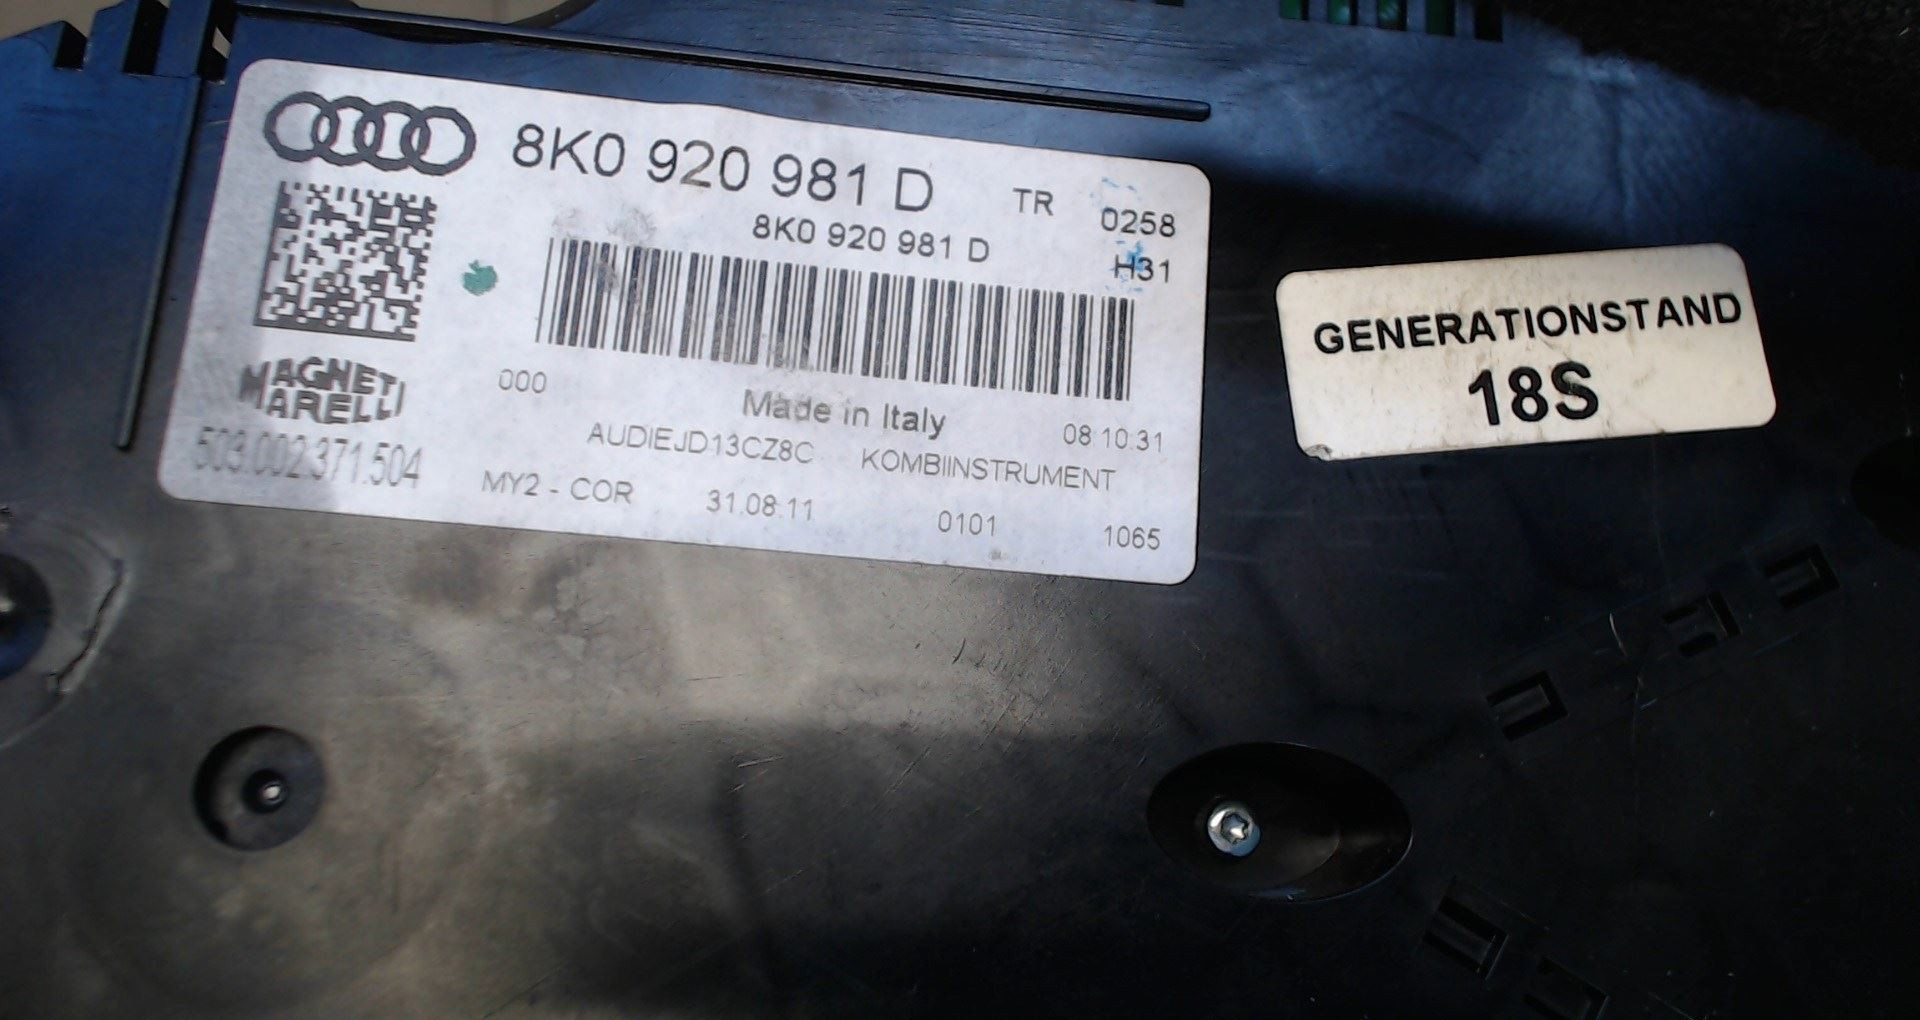 8K0 920 981 D TR 0258
8K0 920 981 D H31
MAGNETI
MARELLI
000 Made in Italy 08:10:31
503.002.371.504 AUDIEJD13CZ8C KOMBIINSTRUMENT
MY2 - COR 31.08.11 0101 1065
GENERATIONSTAND
18S